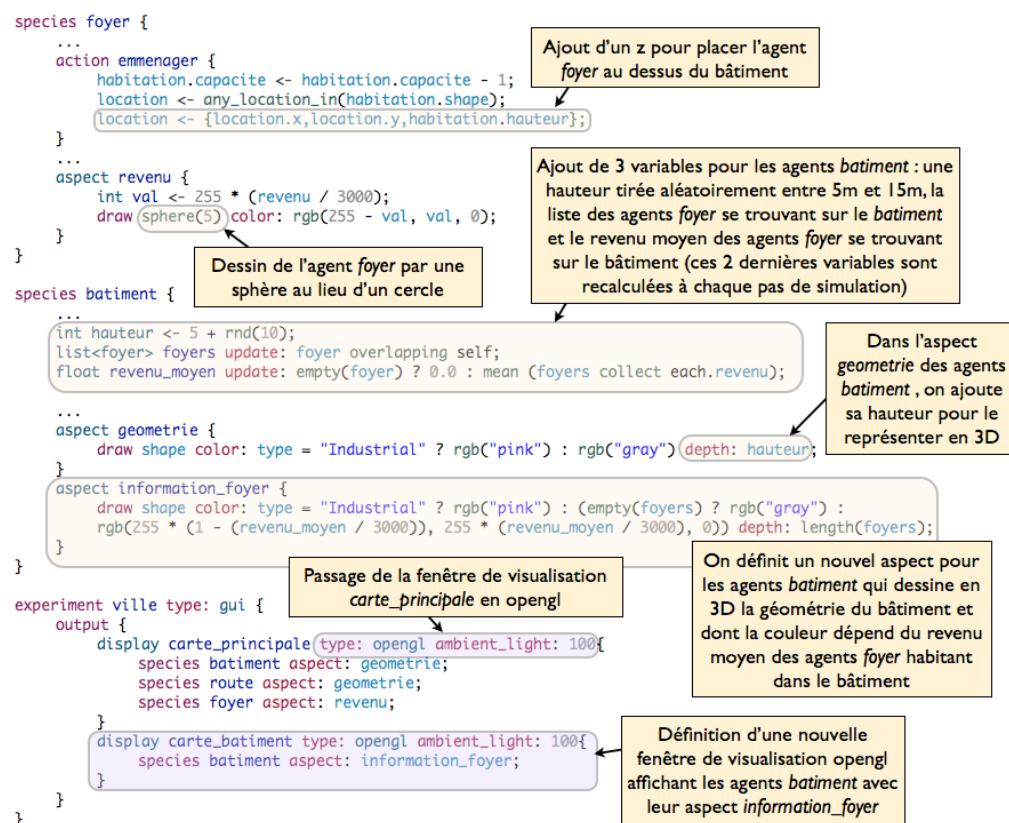 species foyer {
...
action emmenager {
habitation.capacite <- habitation.capacite - 1;
location <- any_location_in(habitation.shape);
location <- {location.x,location.y,habitation.hauteur};
}
...
aspect revenu {
int val <- 255 * (revenu / 3000);
draw sphere(5) color: rgb(255 - val, val, 0);
}
}
Ajout d'un z pour placer l'agent
foyer au dessus du bâtiment
Ajout de 3 variables pour les agents batiment : une
hauteur tirée aléatoirement entre 5m et 15m, la
liste des agents foyer se trouvant sur le batiment
et le revenu moyen des agents foyer se trouvant
sur le bâtiment (ces 2 dernières variables sont
recalculées à chaque pas de simulation)
Dessin de l'agent foyer par une
sphère au lieu d'un cercle
species batiment {
...
int hauteur <- 5 + rnd(10);
list<foyer> foyers update: foyer overlapping self;
float revenu_moyen update: empty(foyer) ? 0.0 : mean (foyers collect each.revenu);
...
aspect geometrie {
draw shape color: type = "Industrial" ? rgb("pink") : rgb("gray") depth: hauteur;
}
aspect information_foyer {
draw shape color: type = "Industrial" ? rgb("pink") : (empty(foyers) ? rgb("gray") :
rgb(255 * (1 - (revenu_moyen / 3000)), 255 * (revenu_moyen / 3000), 0)) depth: length(foyers);
}
}
Dans l'aspect
geometrie des agents
batiment , on ajoute
sa hauteur pour le
représenter en 3D
Passage de la fenêtre de visualisation
carte_principale en opengl
On définit un nouvel aspect pour
les agents batiment qui dessine en
3D la géométrie du bâtiment et
dont la couleur dépend du revenu
moyen des agents foyer habitant
dans le bâtiment
experiment ville type: gui {
output {
display carte_principale type: opengl ambient_light: 100{
species batiment aspect: geometrie;
species route aspect: geometrie;
species foyer aspect: revenu;
}
display carte_batiment type: opengl ambient_light: 100{
species batiment aspect: information_foyer;
}
}
}
Définition d'une nouvelle
fenêtre de visualisation opengl
affichant les agents batiment avec
leur aspect information_foyer